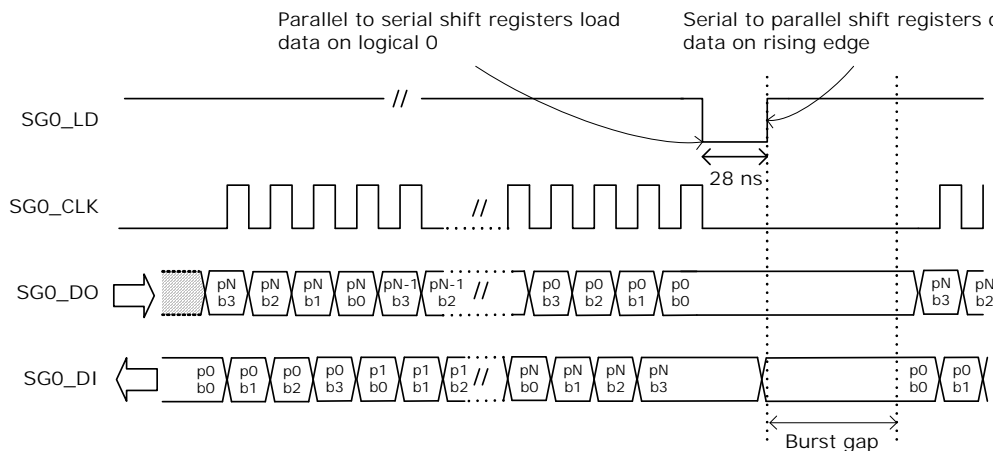 Parallel to serial shift registers load
data on logical 0
Serial to parallel shift registers
data on rising edge
//
SG0_LD
28 ns
SG0_CLK
//
SG0_DO
pN b3 pN b2 pN b1 pN b0 pN-1 b3 pN-1 b2 // p0 b3 p0 b2 p0 b1 p0 b0 pN b3 pN b2
SG0_DI
p0 b0 p0 b1 p0 b2 p0 b3 p1 b0 p1 b1 p1 b2 // pN b0 pN b1 pN b2 pN b3 p0 b0 p0 b1
Burst gap